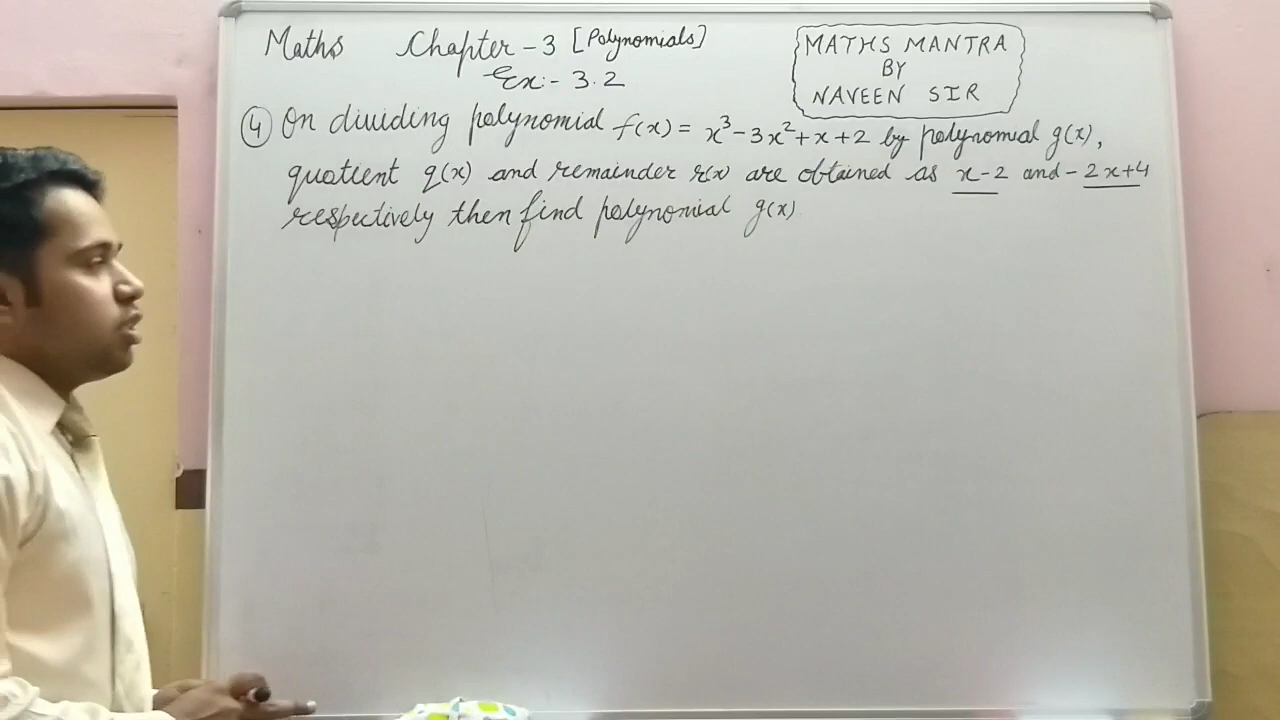 Maths Chapter - 3 [Polynomials]
Ex:- 3.2
MATHS MANTRA
BY
NAVEEN SIR
④ On dividing polynomial f(x) = x³ - 3x² + x + 2 by polynomial g(x),
quotient q(x) and remainder r(x) are obtained as x-2 and -2x+4
respectively then find polynomial g(x)